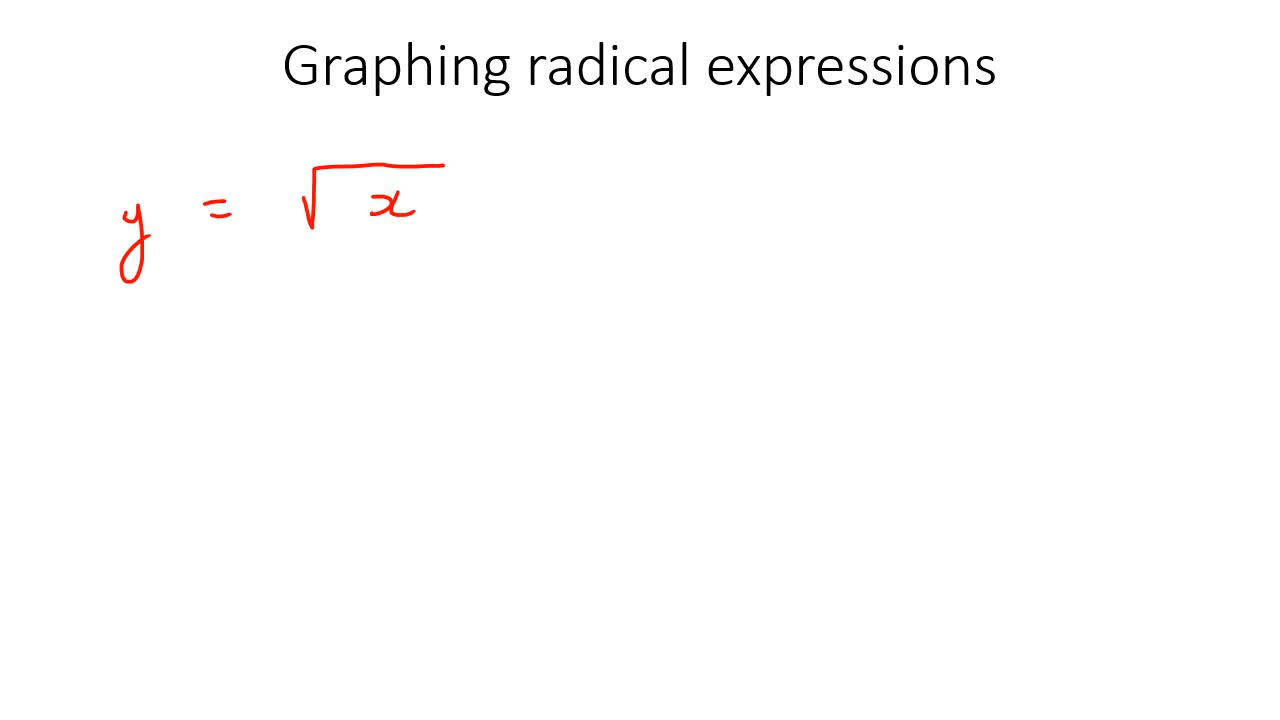 Graphing radical expressions
y = √x